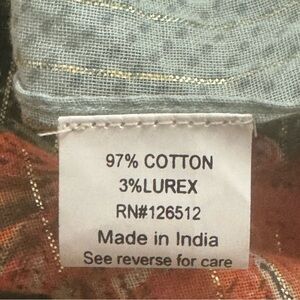 97% COTTON
3%LUREX
RN#126512
Made in India
See reverse for care